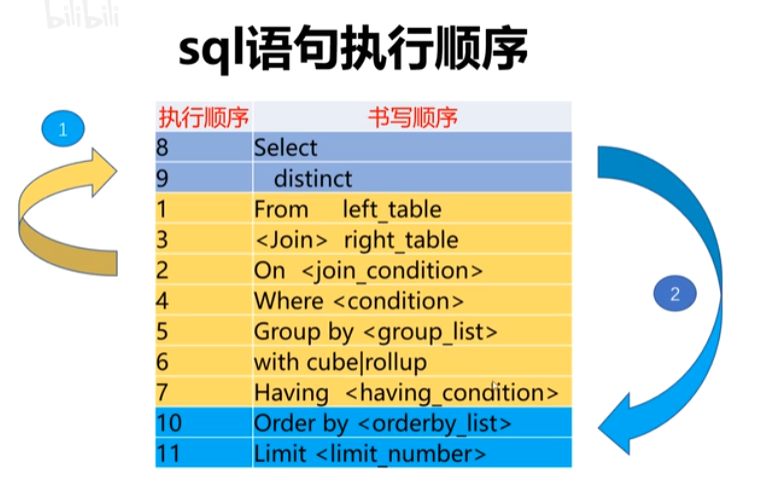 bilibili
sql语句执行顺序
执行顺序 书写顺序
1
8 Select
9 distinct
1 From left_table
3 <Join> right_table
2 On <join_condition>
4 Where <condition>
2
5 Group by <group_list>
6 with cube|rollup
7 Having <having_condition>
10 Order by <orderby_list>
11 Limit <limit_number>